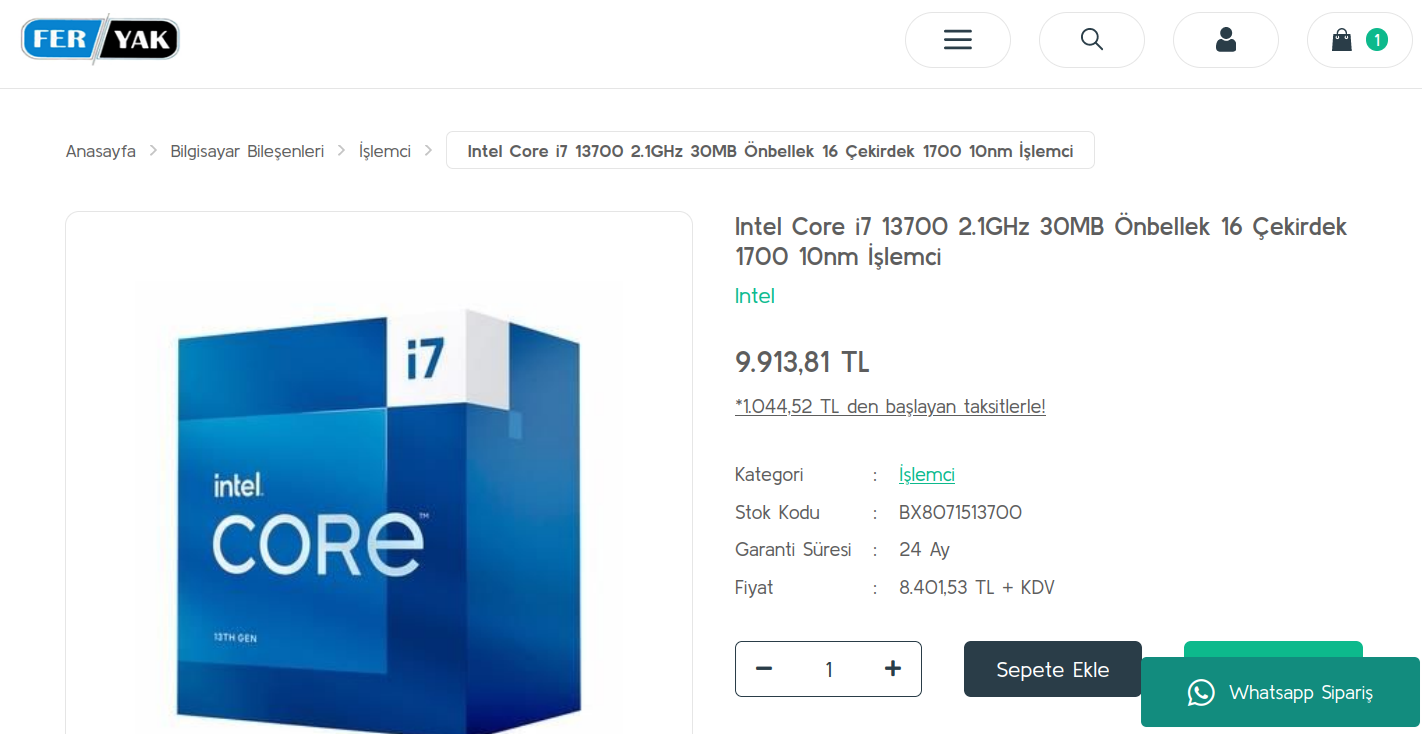 FER YAK
1
Anasayfa > Bilgisayar Bileşenleri > İşlemci > Intel Core i7 13700 2.1GHz 30MB Önbellek 16 Çekirdek 1700 10nm İşlemci
Intel Core i7 13700 2.1GHz 30MB Önbellek 16 Çekirdek
1700 10nm İşlemci
Intel
9.913,81 TL
*1.044,52 TL den başlayan taksitlerle!
Kategori : İşlemci
Stok Kodu : BX8071513700
Garanti Süresi : 24 Ay
Fiyat : 8.401,53 TL + KDV
− 1 + Sepete Ekle
Whatsapp Sipariş
i7
intel.
CORE™
13TH GEN